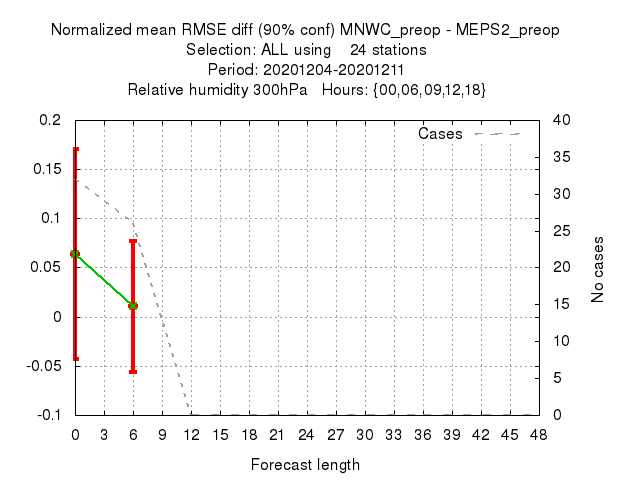 Normalized mean RMSE diff (90% conf) MNWC_preop - MEPS2_preop
Selection: ALL using    24 stations
Period: 20201204-20201211
Relative humidity 300hPa   Hours: {00,06,09,12,18}
Cases
0.2
0.15
0.1
0.05
0
-0.05
-0.1
40
35
30
25
20
15
10
5
0
No cases
0 3 6 9 12 15 18 21 24 27 30 33 36 39 42 45 48
Forecast length